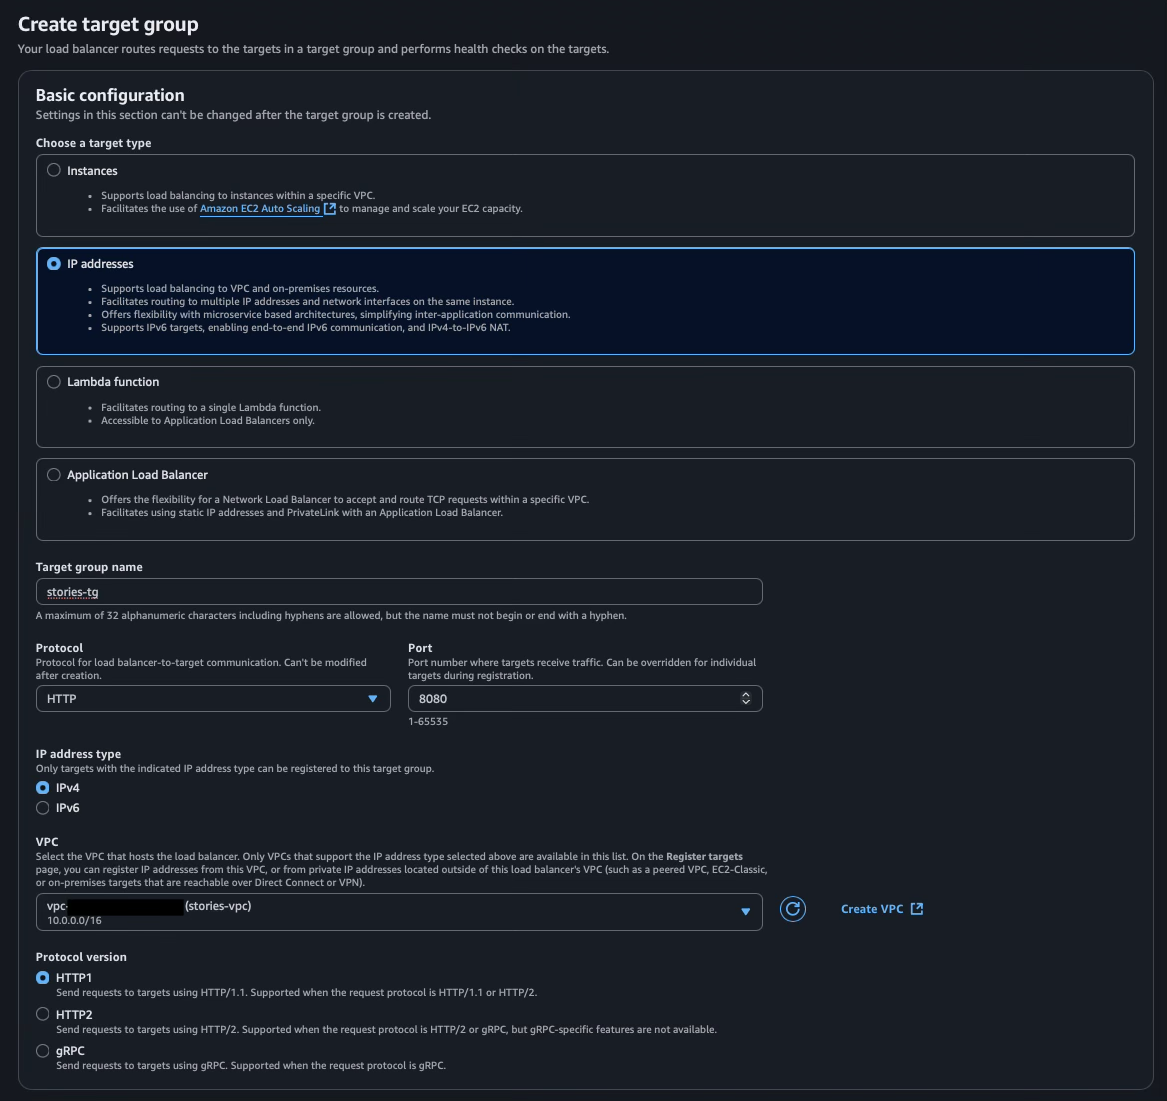 Create target group
Your load balancer routes requests to the targets in a target group and performs health checks on the targets.
Basic configuration
Settings in this section can't be changed after the target group is created.
Choose a target type
Instances
• Supports load balancing to instances within a specific VPC.
• Facilitates the use of Amazon EC2 Auto Scaling to manage and scale your EC2 capacity.
IP addresses
• Supports load balancing to VPC and on-premises resources.
• Facilitates routing to multiple IP addresses and network interfaces on the same instance.
• Offers flexibility with microservice based architectures, simplifying inter-application communication.
• Supports IPv6 targets, enabling end-to-end IPv6 communication, and IPv4-to-IPv6 NAT.
Lambda function
• Facilitates routing to a single Lambda function.
• Accessible to Application Load Balancers only.
Application Load Balancer
• Offers the flexibility for a Network Load Balancer to accept and route TCP requests within a specific VPC.
• Facilitates using static IP addresses and PrivateLink with an Application Load Balancer.
Target group name
stories-tg
A maximum of 32 alphanumeric characters including hyphens are allowed, but the name must not begin or end with a hyphen.
Protocol
Protocol for load balancer-to-target communication. Can't be modified
after creation.
HTTP
Port
Port number where targets receive traffic. Can be overridden for individual
targets during registration.
8080
1-65535
IP address type
Only targets with the indicated IP address type can be registered to this target group.
IPv4
IPv6
VPC
Select the VPC that hosts the load balancer. Only VPCs that support the IP address type selected above are available in this list. On the Register targets
page, you can register IP addresses from this VPC, or from private IP addresses located outside of this load balancer's VPC (such as a peered VPC, EC2-Classic,
or on-premises targets that are reachable over Direct Connect or VPN).
vpc- (stories-vpc)
10.0.0.0/16
Create VPC
Protocol version
HTTP1
Send requests to targets using HTTP/1.1. Supported when the request protocol is HTTP/1.1 or HTTP/2.
HTTP2
Send requests to targets using HTTP/2. Supported when the request protocol is HTTP/2 or gRPC, but gRPC-specific features are not available.
gRPC
Send requests to targets using gRPC. Supported when the request protocol is gRPC.